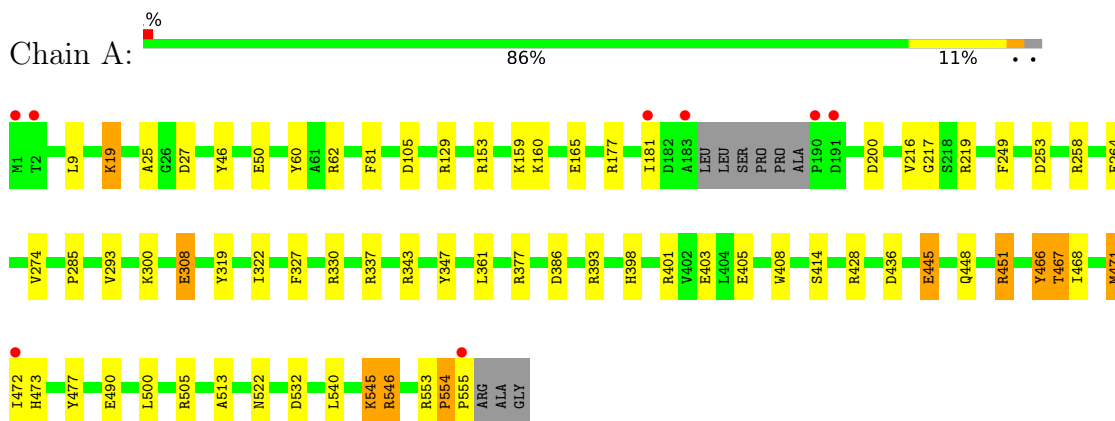 .%
Chain A:
86% 11% . .
M1 T2 L9 K19 A25 G26 D27 Y46 E50 Y60 A61 R62 F81 D105 R129 R153 K159 K160 E165 R177 I181 D182 A183 LEU LEU SER PRO PRO ALA P190 D191 D200 V216 G217 S218 R219 F249 D253 R258
V274 P285 V293 K300 E308 Y319 I322 F327 R330 R337 R343 Y347 L361 R377 D386 R393 H398 R401 V402 E403 L404 E405 W408 S414 R428 D436 E445 Q448 R451 Y466 T467 I468
I472 H473 Y477 E490 L500 R505 A513 N522 D532 L540 K545 R546 R553 P554 P555 ARG ALA GLY